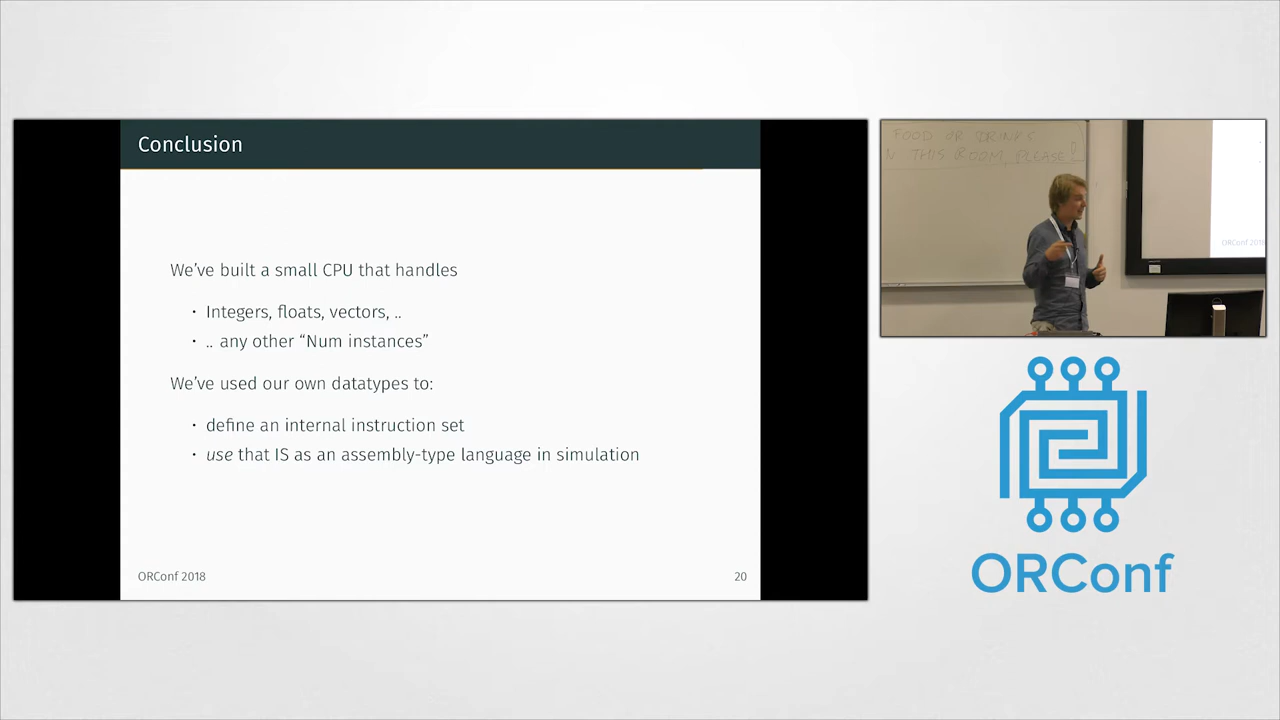 Conclusion
We've built a small CPU that handles
· Integers, floats, vectors, ..
· .. any other “Num instances”
We've used our own datatypes to:
· define an internal instruction set
· use that IS as an assembly-type language in simulation
ORConf 2018
20
FOOD OR DRINKS
N THIS ROOM, PLEASE!
ORConf 2018
ORConf